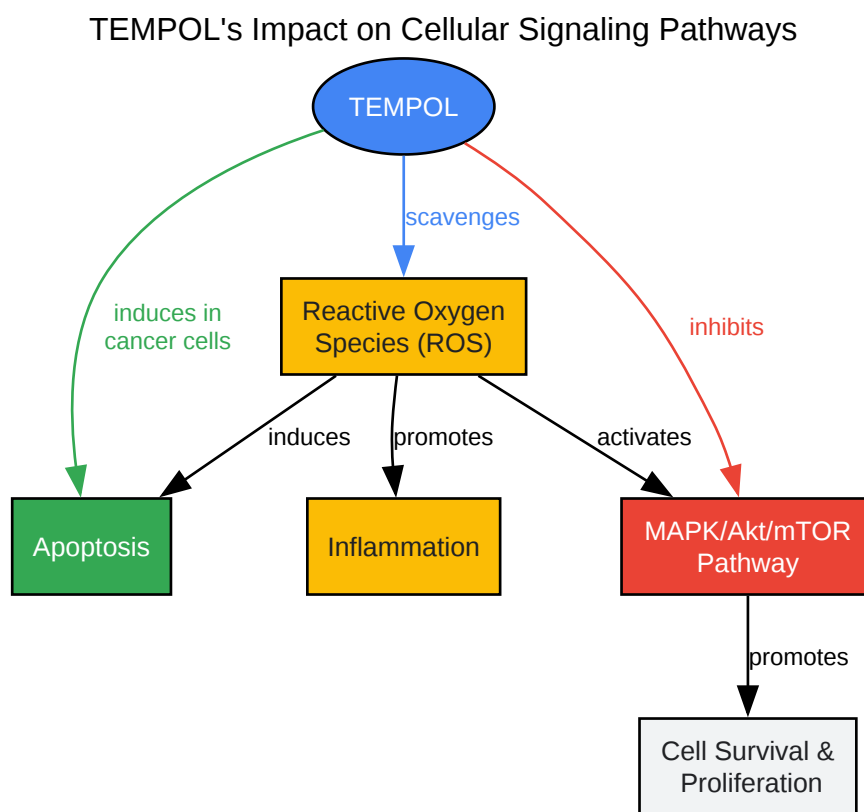 TEMPOL's Impact on Cellular Signaling Pathways
TEMPOL
scavenges
induces in
cancer cells
Reactive Oxygen
Species (ROS)
inhibits
induces
promotes
activates
Apoptosis
Inflammation
MAPK/Akt/mTOR
Pathway
promotes
Cell Survival &
Proliferation